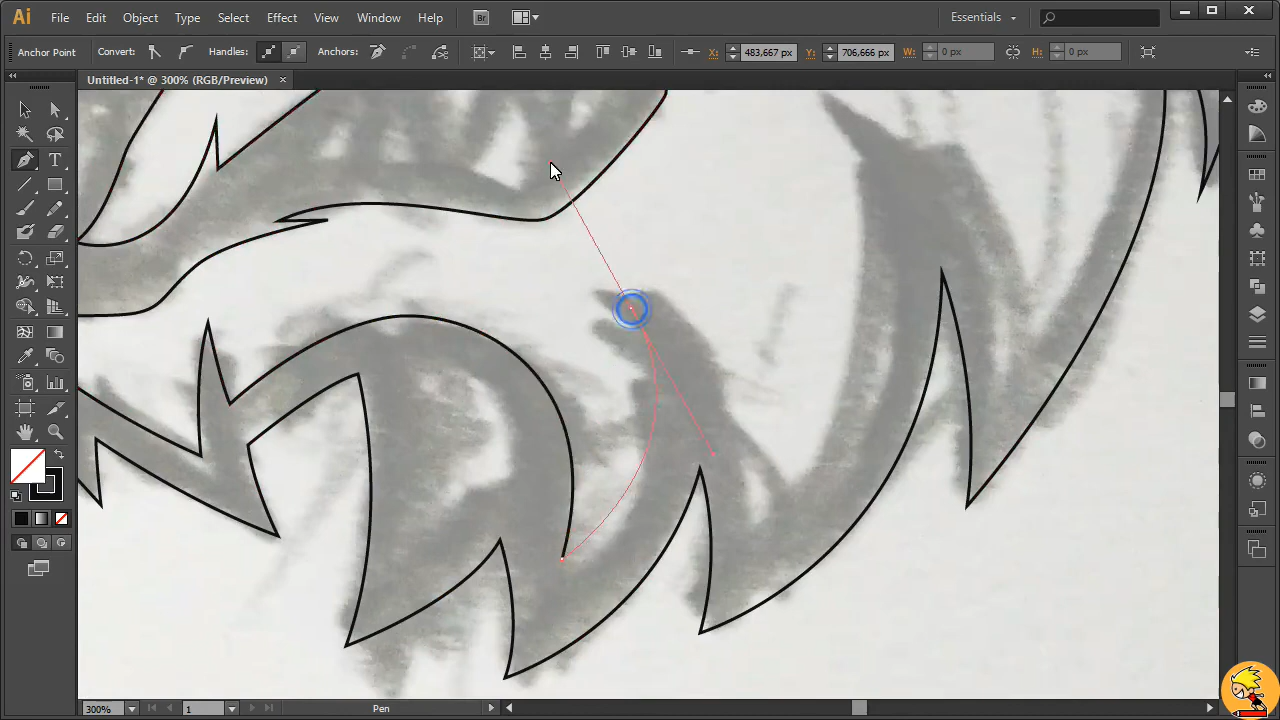 Ai File Edit Object Type Select Effect View Window Help Br Essentials
Anchor Point Convert: Handles: Anchors: X: 483,667 px Y: 706,666 px W: 0 px H: 0 px
Untitled-1* @ 300% (RGB/Preview) ×
T
300% 1 Pen